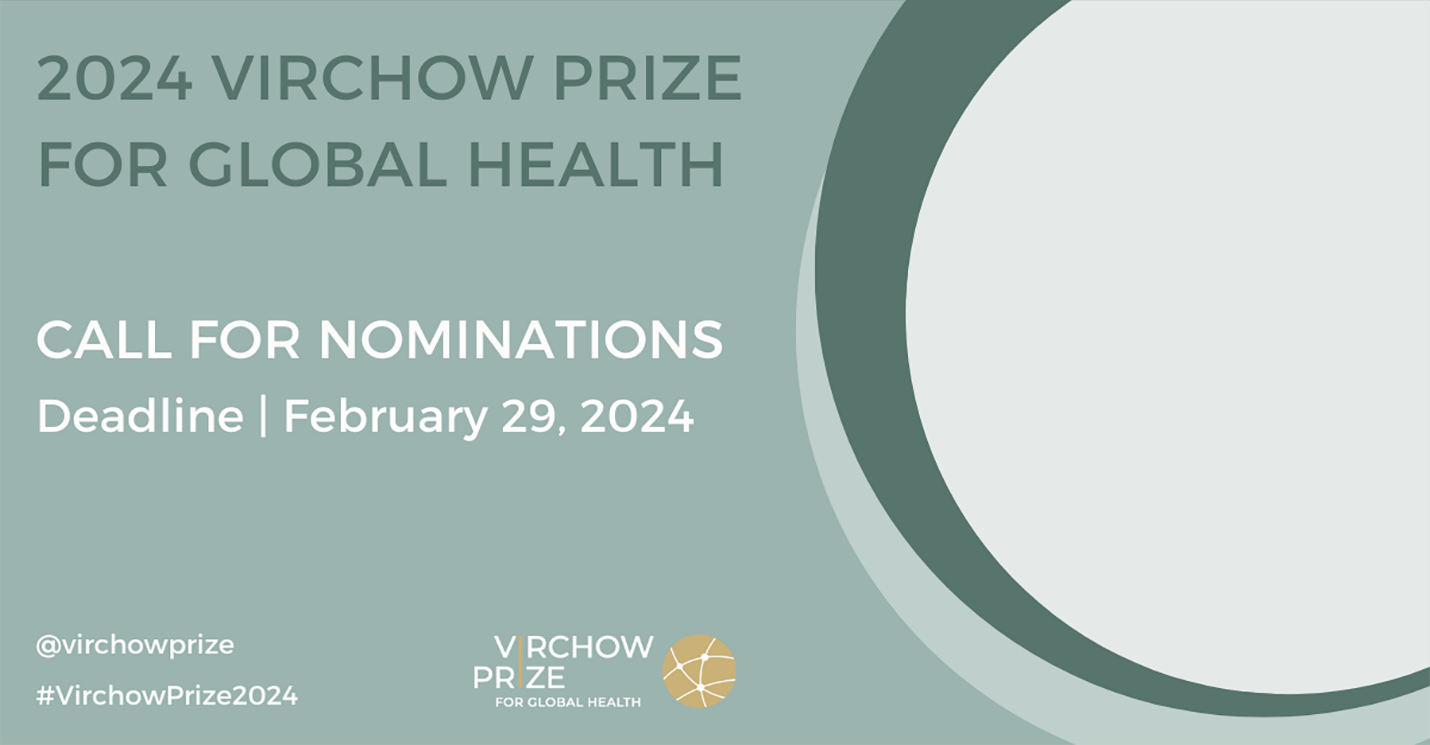 2024 VIRCHOW PRIZE
FOR GLOBAL HEALTH
CALL FOR NOMINATIONS
Deadline | February 29, 2024
@virchowprize
#VirchowPrize2024
VIRCHOW
PRIZE
FOR GLOBAL HEALTH